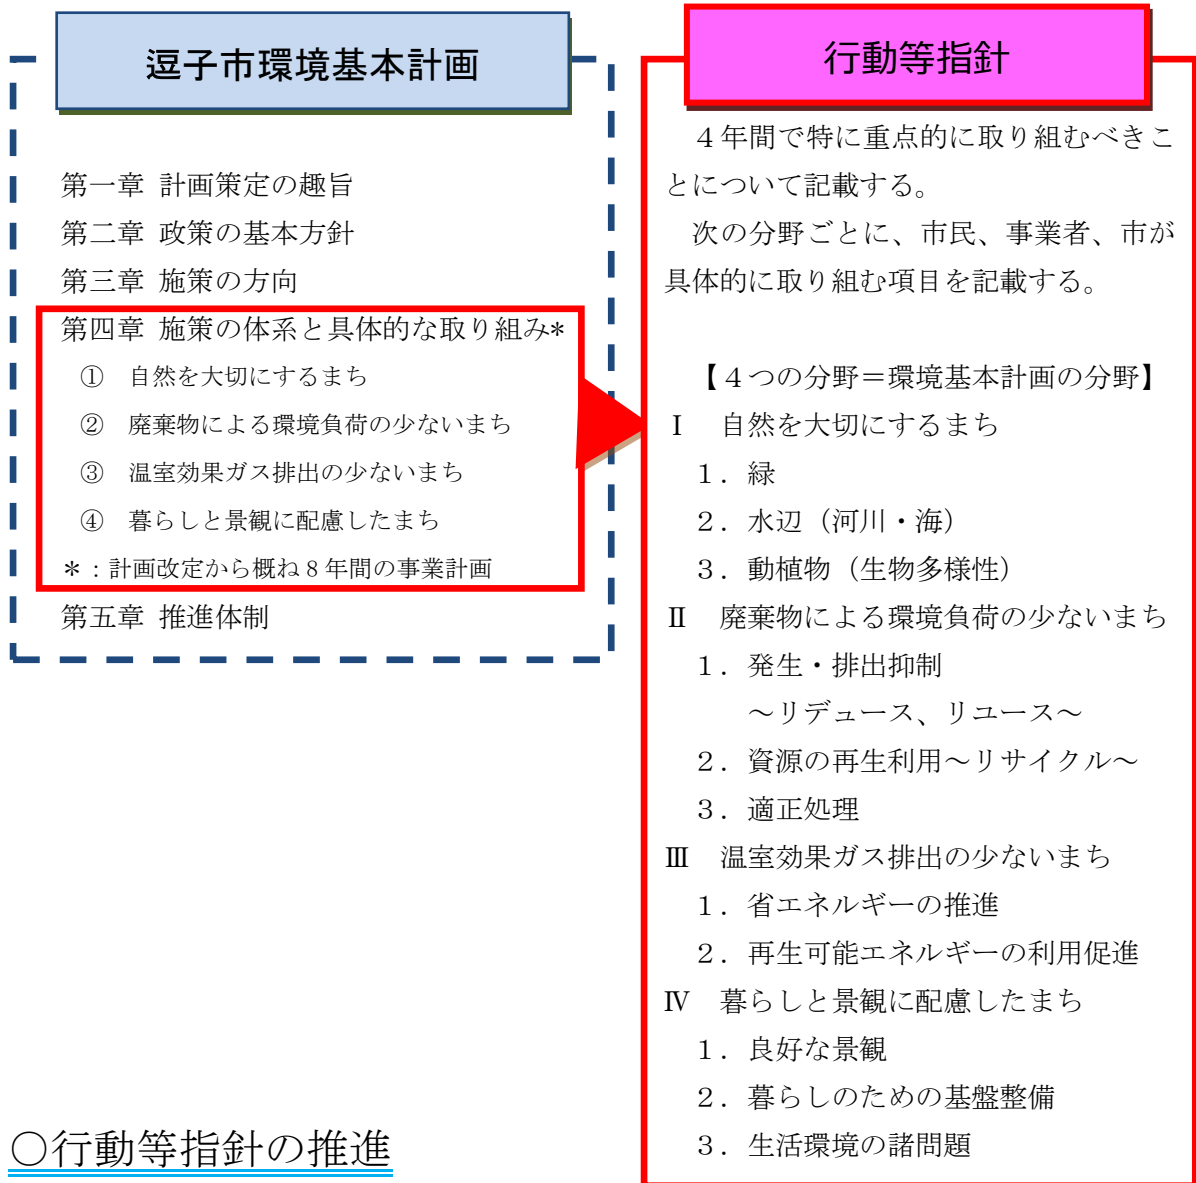 逗子市環境基本計画
第一章 計画策定の趣旨
第二章 政策の基本方針
第三章 施策の方向
第四章 施策の体系と具体的な取り組み*
① 自然を大切にするまち
② 廃棄物による環境負荷の少ないまち
③ 温室効果ガス排出の少ないまち
④ 暮らしと景観に配慮したまち
*：計画改定から概ね8年間の事業計画
第五章 推進体制
行動等指針
４年間で特に重点的に取り組むべきこ
とについて記載する。
次の分野ごとに、市民、事業者、市が
具体的に取り組む項目を記載する。
【４つの分野＝環境基本計画の分野】
Ⅰ 自然を大切にするまち
１．緑
２．水辺（河川・海）
３．動植物（生物多様性）
Ⅱ 廃棄物による環境負荷の少ないまち
１．発生・排出抑制
～リデュース、リユース～
２．資源の再生利用～リサイクル～
３．適正処理
Ⅲ 温室効果ガス排出の少ないまち
１．省エネルギーの推進
２．再生可能エネルギーの利用促進
Ⅳ 暮らしと景観に配慮したまち
１．良好な景観
２．暮らしのための基盤整備
３．生活環境の諸問題
○行動等指針の推進